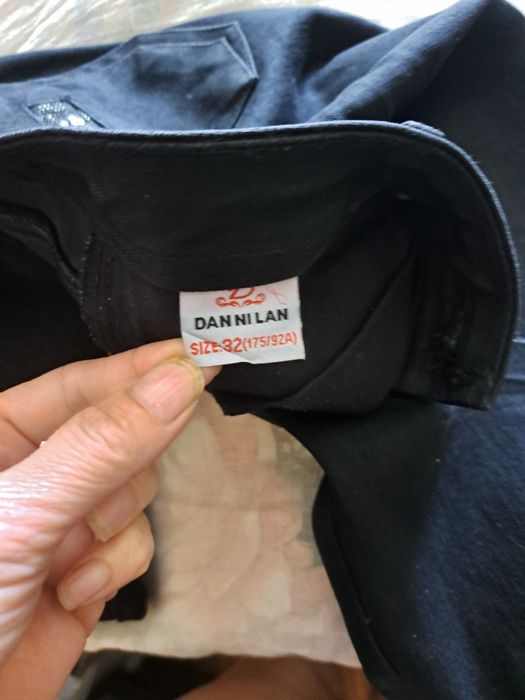 D
DAN NI LAN
SIZE:32(175/92A)